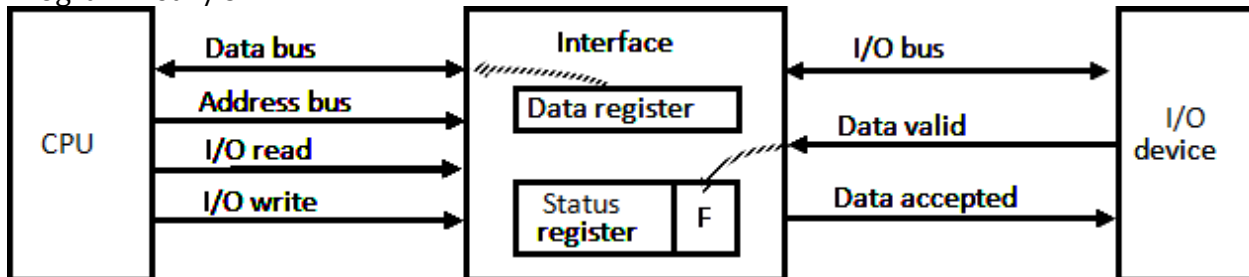 Data bus
Interface
I/O bus
Data register
Address bus
Data valid
CPU
I/O
device
I/O read
I/O write
Status
register
F
Data accepted